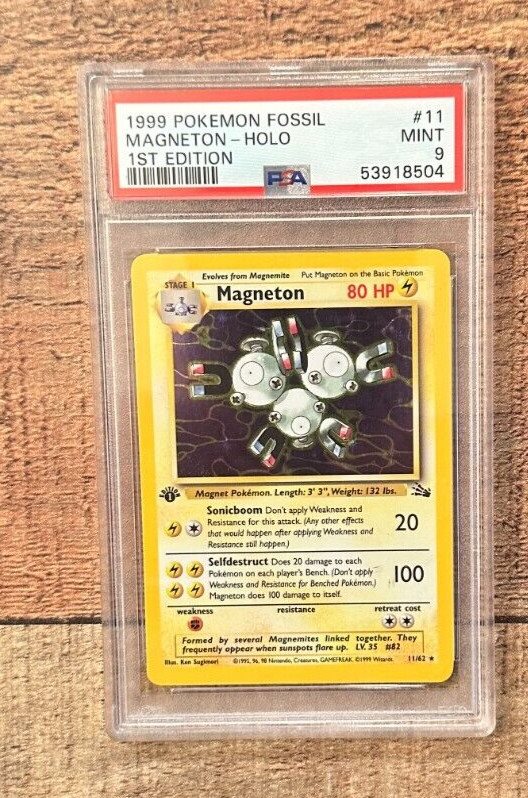 1999 POKEMON FOSSIL #11
MAGNETON - HOLO MINT
1ST EDITION 9
PSA 53918504
Evolves from Magnemite Put Magneton on the Basic Pokémon
STAGE 1
Magneton 80 HP
Magnet Pokémon. Length: 3' 3", Weight: 132 lbs.
1
EDITION
Sonicboom Don't apply Weakness and
Resistance for this attack. (Any other effects
that would happen after applying Weakness and
Resistance still happen.)
20
Selfdestruct Does 20 damage to each
Pokémon on each player's Bench. (Don't apply
Weakness and Resistance for Benched Pokémon.)
Magneton does 100 damage to itself.
100
weakness resistance retreat cost
Formed by several Magnemites linked together. They
frequently appear when sunspots flare up. LV. 35 #82
Illus. Ken Sugimori ©1995, 96, 98 Nintendo, Creatures, GAMEFREAK. ©1999 Wizards. 11/62 ★